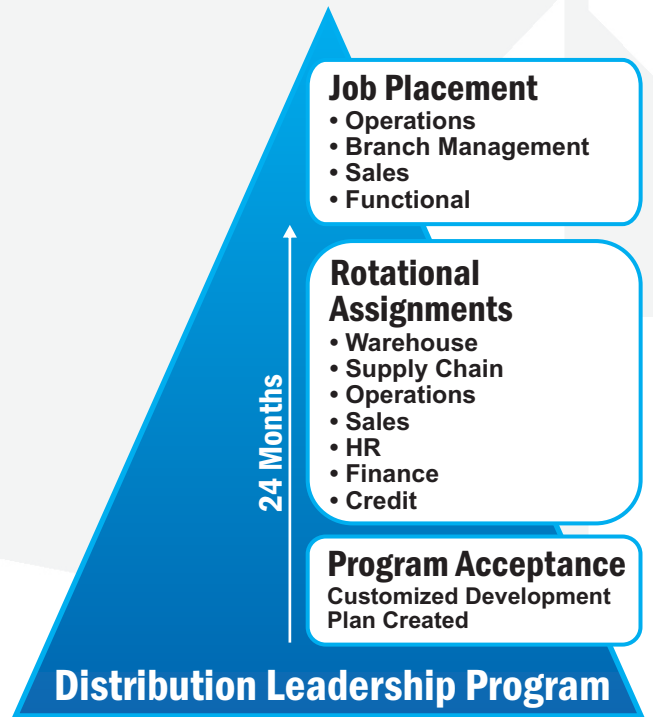 Job Placement
• Operations
• Branch Management
• Sales
• Functional
Rotational
Assignments
• Warehouse
• Supply Chain
• Operations
• Sales
• HR
• Finance
• Credit
24 Months
Program Acceptance
Customized Development
Plan Created
Distribution Leadership Program